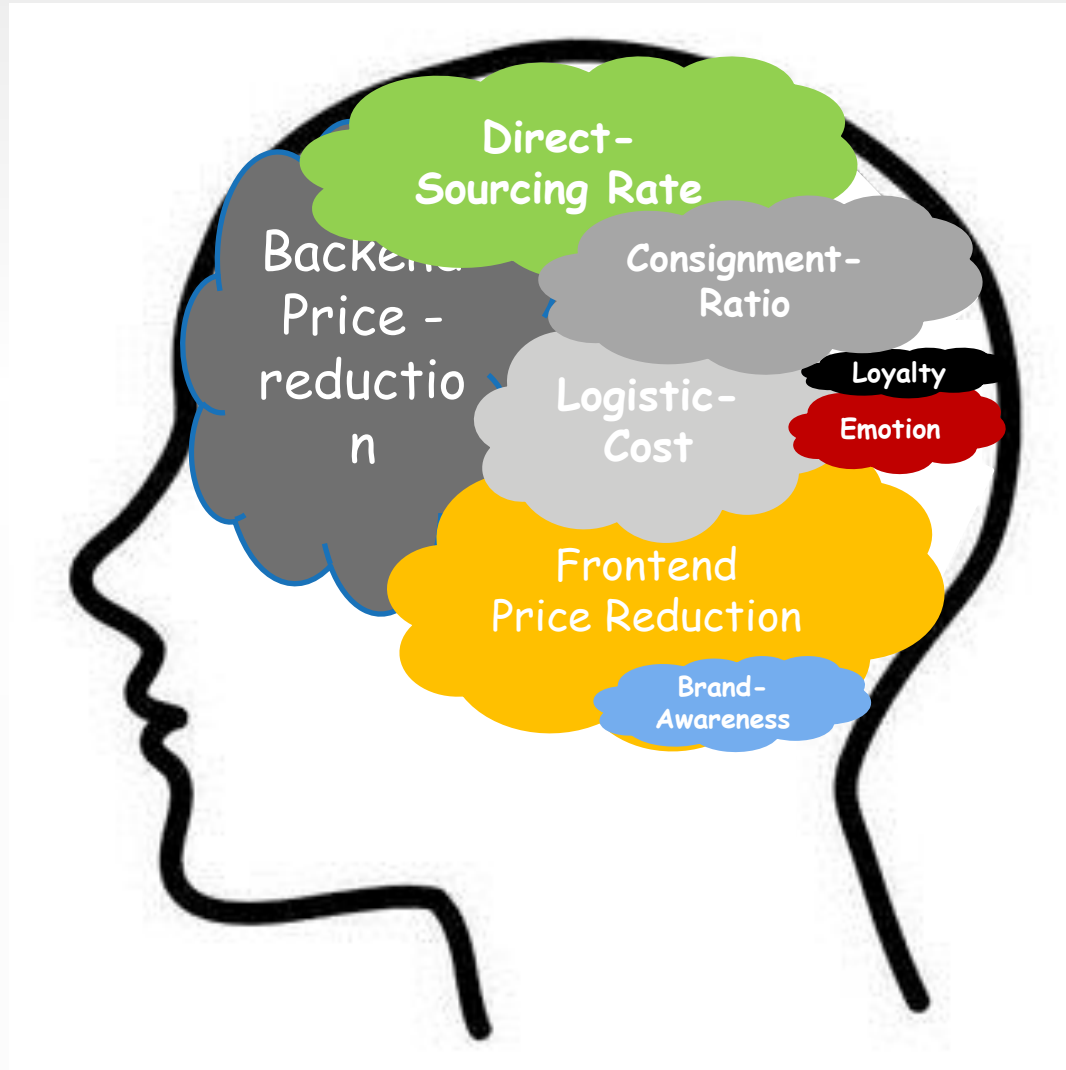 Direct-
Sourcing Rate
Backend
Price -
reductio
n
Consignment-
Ratio
Loyalty
Logistic-
Cost
Emotion
Frontend
Price Reduction
Brand-
Awareness